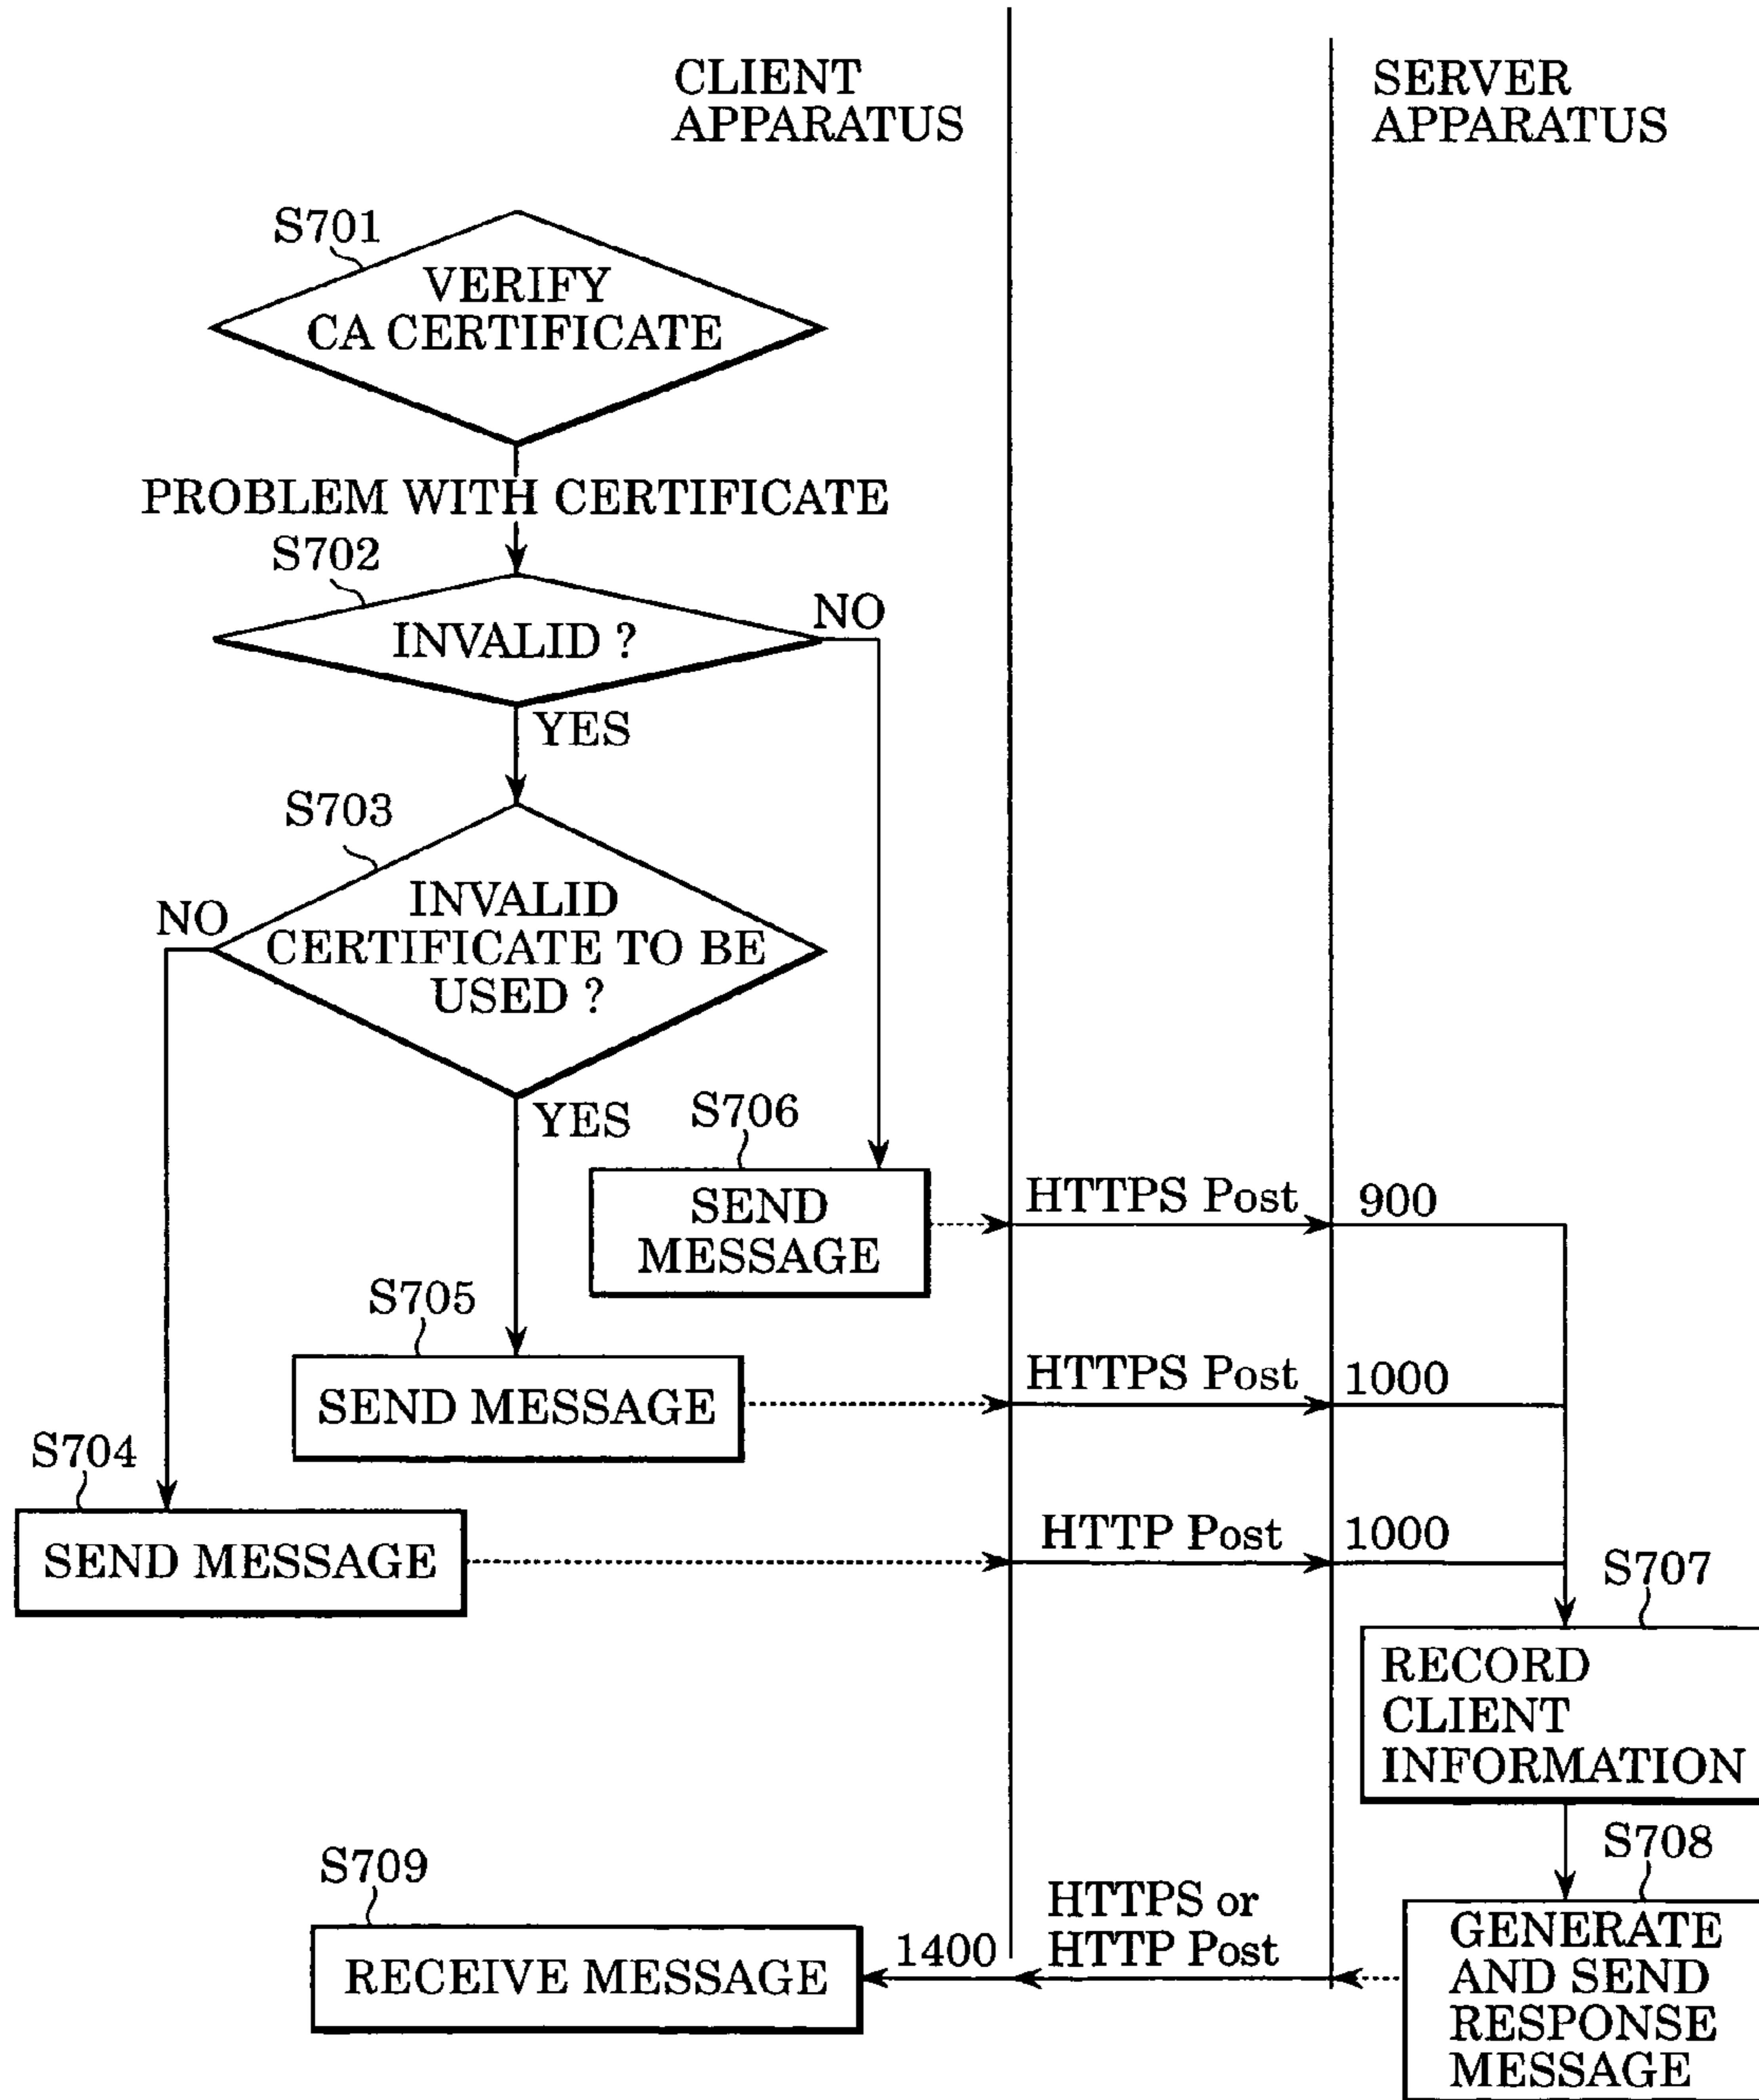 CLIENT
APPARATUS
SERVER
APPARATUS
S701
VERIFY
CA CERTIFICATE
PROBLEM WITH CERTIFICATE
S702
NO
INVALID ?
YES
S703
NO
INVALID
CERTIFICATE TO BE
USED ?
YES
S706
SEND
MESSAGE
HTTPS Post
900
S705
SEND MESSAGE
HTTPS Post
1000
S704
SEND MESSAGE
HTTP Post
1000
S707
RECORD
CLIENT
INFORMATION
S708
GENERATE
AND SEND
RESPONSE
MESSAGE
HTTPS or
HTTP Post
1400
S709
RECEIVE MESSAGE